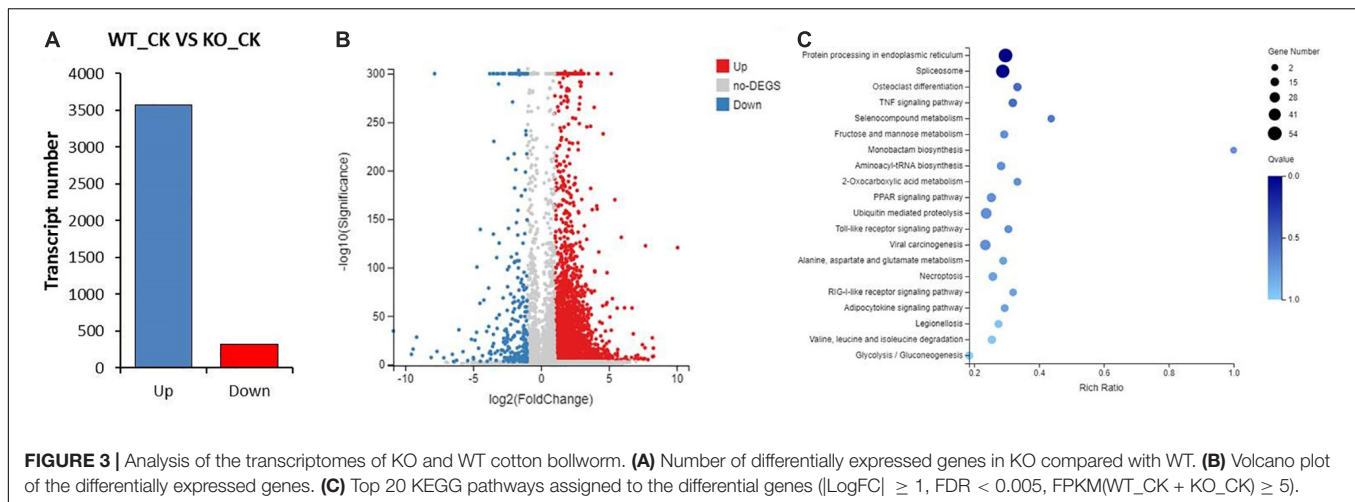 A
WT_CK VS KO_CK
4000
3500
3000
2500
2000
1500
1000
500
0
Transcript number
Up
Down
B
300
250
200
150
100
50
0
-log10(Significance)
-10
-5
0
5
10
log2(FoldChange)
Up
no-DEGS
Down
C
Protein processing in endoplasmic reticulum
Spliceosome
Osteoclast differentiation
TNF signaling pathway
Selenocompound metabolism
Fructose and mannose metabolism
Monobactam biosynthesis
Aminoacyl-tRNA biosynthesis
2-Oxocarboxylic acid metabolism
PPAR signaling pathway
Ubiquitin mediated proteolysis
Toll-like receptor signaling pathway
Viral carcinogenesis
Alanine, aspartate and glutamate metabolism
Necroptosis
RIG-I-like receptor signaling pathway
Adipocytokine signaling pathway
Legionellosis
Valine, leucine and isoleucine degradation
Glycolysis / Gluconeogenesis
0.2
0.4
0.6
0.8
1.0
Rich Ratio
Gene Number
2
15
28
41
54
Qvalue
0.0
0.5
1.0
FIGURE 3 | Analysis of the transcriptomes of KO and WT cotton bollworm. (A) Number of differentially expressed genes in KO compared with WT. (B) Volcano plot
of the differentially expressed genes. (C) Top 20 KEGG pathways assigned to the differential genes (|LogFC| ≥ 1, FDR < 0.005, FPKM(WT_CK + KO_CK) ≥ 5).